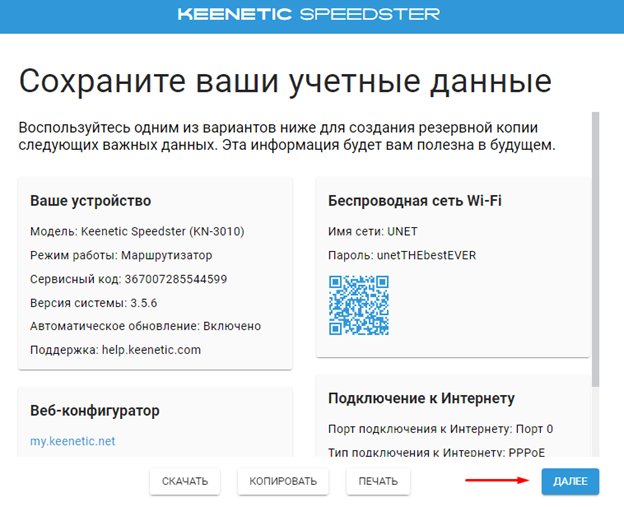 KEENETIC SPEEDSTER
Сохраните ваши учетные данные
Воспользуйтесь одним из вариантов ниже для создания резервной копии
следующих важных данных. Эта информация будет вам полезна в будущем.
Ваше устройство
Модель: Keenetic Speedster (KN-3010)
Режим работы: Маршрутизатор
Сервисный код: 367007285544599
Версия системы: 3.5.6
Автоматическое обновление: Включено
Поддержка: help.keenetic.com
Веб-конфигуратор
my.keenetic.net
Беспроводная сеть Wi-Fi
Имя сети: UNET
Пароль: unetTHEbestEVER
Подключение к Интернету
Порт подключения к Интернету: Порт 0
Тип подключения к Интернету: PPPoE
СКАЧАТЬ
КОПИРОВАТЬ
ПЕЧАТЬ
ДАЛЕЕ